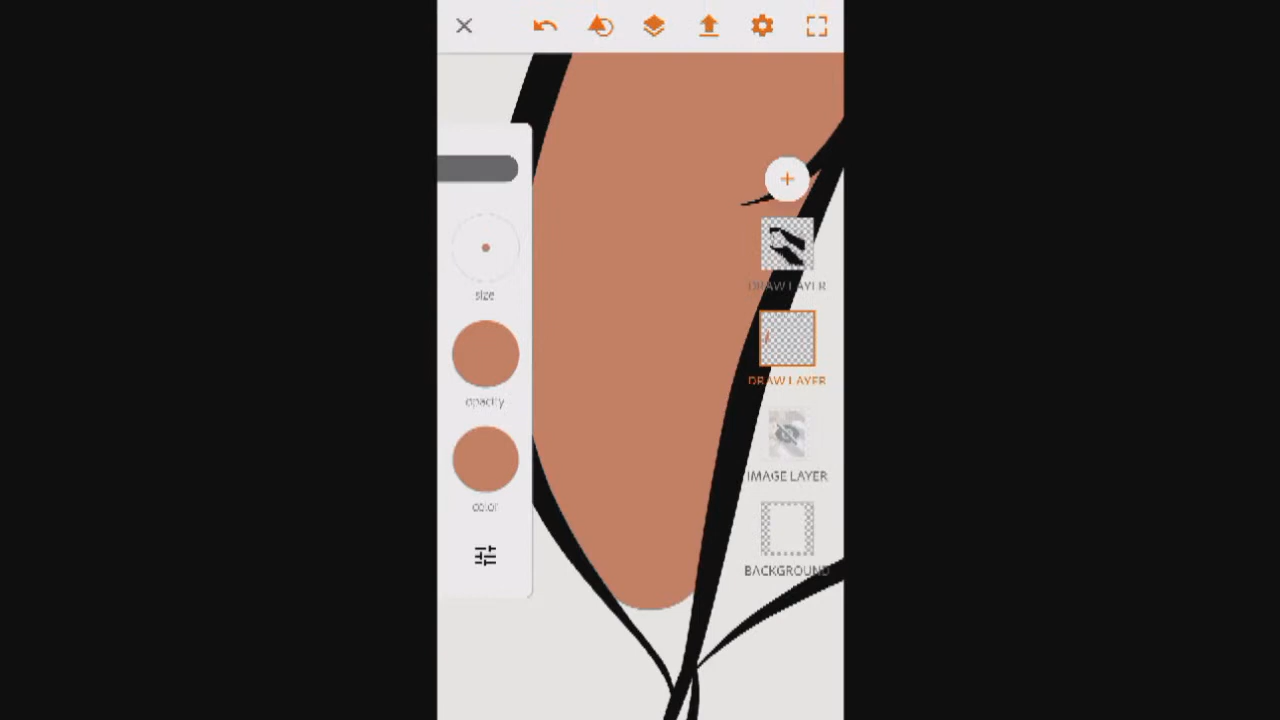 size
opacity
color
DRAW LAYER
DRAW LAYER
IMAGE LAYER
BACKGROUND